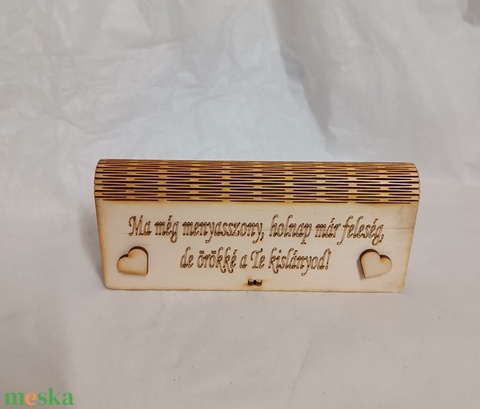 Ma még menyasszony, holnap már feleség,
de örökké a Te kislányod!
meska